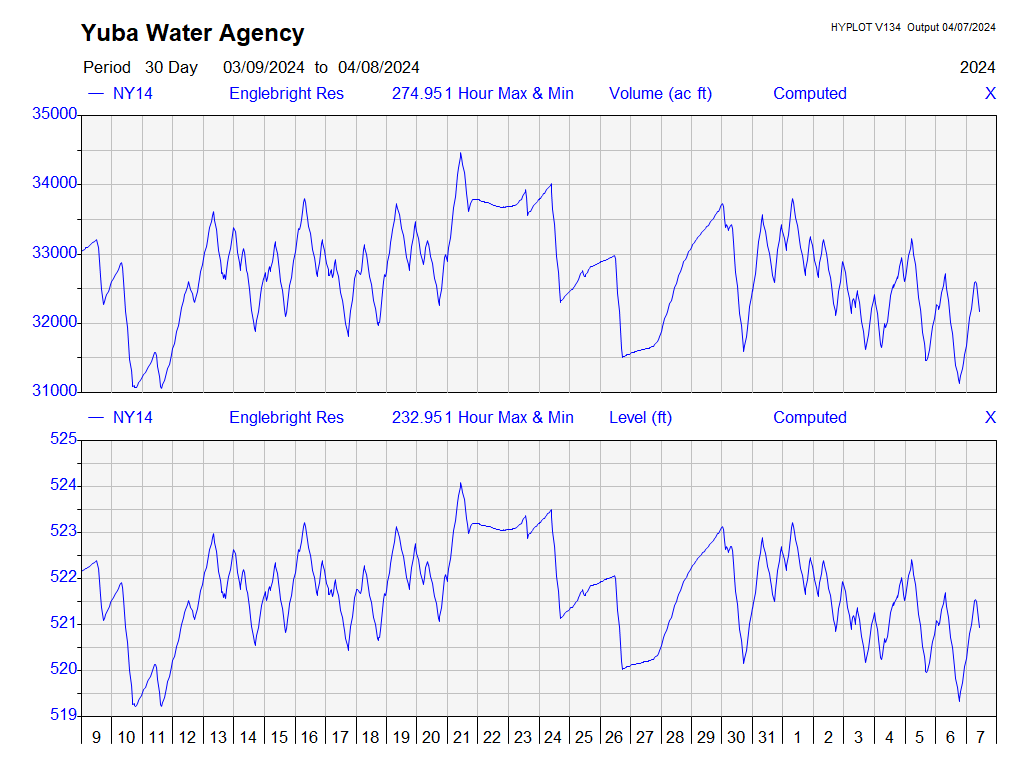 Yuba Water Agency
HYPLOT V134 Output 04/07/2024
Period 30 Day 03/09/2024 to 04/08/2024
2024
NY14 Englebright Res 274.951 Hour Max & Min Volume (ac ft) Computed X
35000
34000
33000
32000
31000
NY14 Englebright Res 232.951 Hour Max & Min Level (ft) Computed X
525
524
523
522
521
520
519
9 10 11 12 13 14 15 16 17 18 19 20 21 22 23 24 25 26 27 28 29 30 31 1 2 3 4 5 6 7